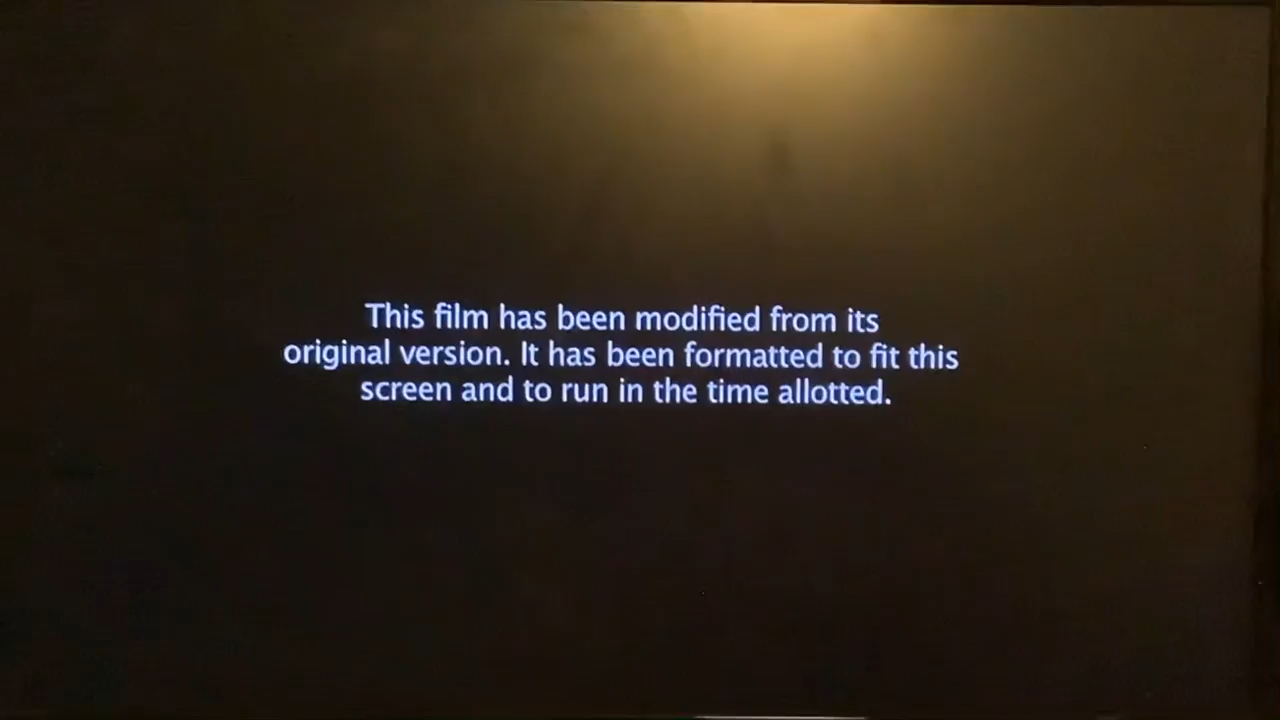 This film has been modified from its
original version. It has been formatted to fit this
screen and to run in the time allotted.